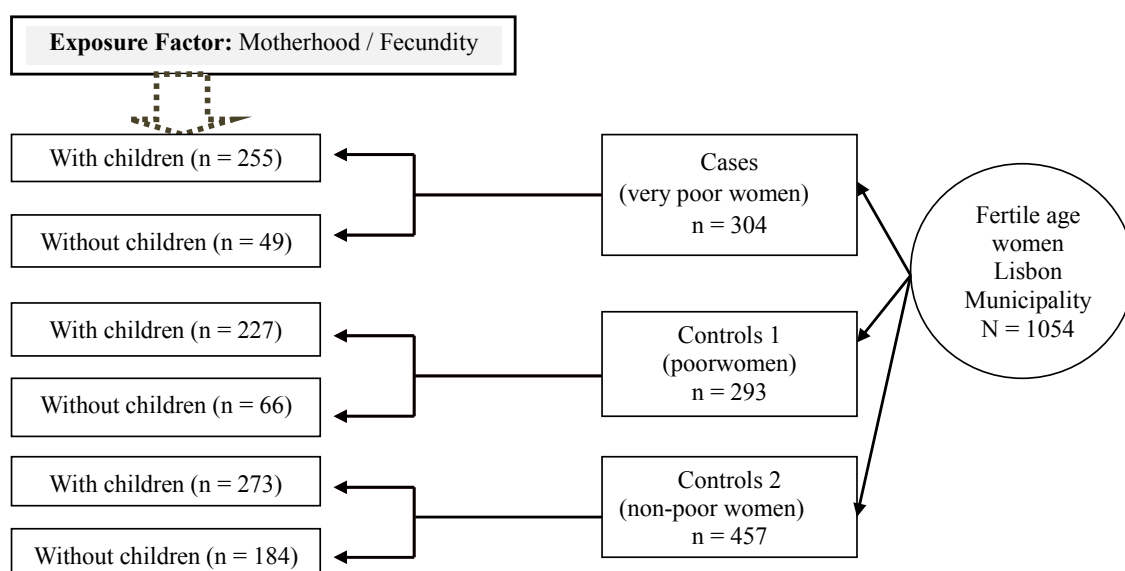 Exposure Factor: Motherhood / Fecundity
With children (n = 255)
Without children (n = 49)
With children (n = 227)
Without children (n = 66)
With children (n = 273)
Without children (n = 184)
Cases
(very poor women)
n = 304
Controls 1
(poorwomen)
n = 293
Controls 2
(non-poor women)
n = 457
Fertile age
women
Lisbon
Municipality
N = 1054